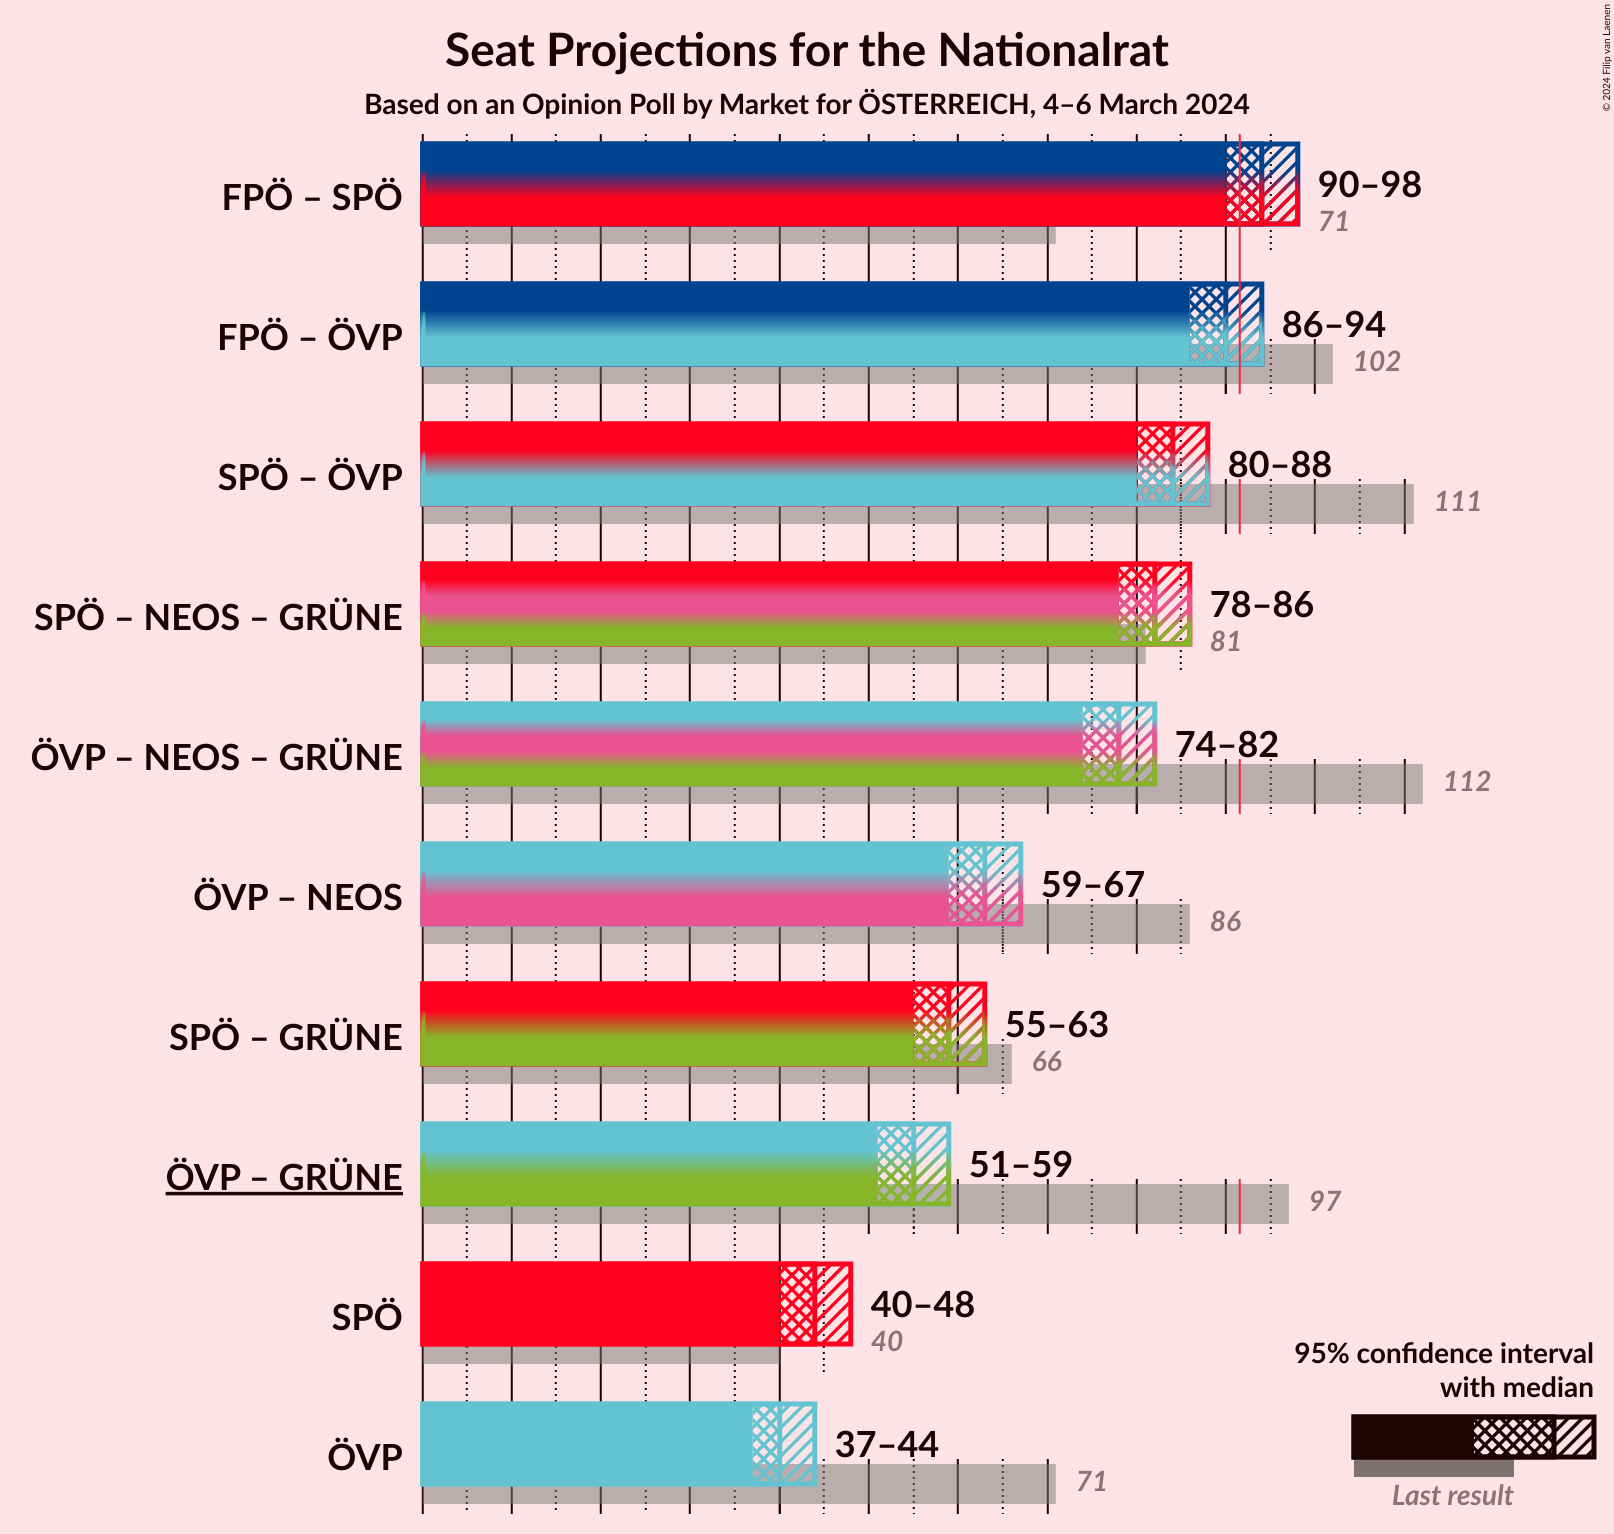 Seat Projections for the Nationalrat
Based on an Opinion Poll by Market for ÖSTERREICH, 4–6 March 2024
© 2024 Filip van Laenen
FPÖ – SPÖ
90–98
71
FPÖ – ÖVP
86–94
102
SPÖ – ÖVP
80–88
111
SPÖ – NEOS – GRÜNE
78–86
81
ÖVP – NEOS – GRÜNE
74–82
112
ÖVP – NEOS
59–67
86
SPÖ – GRÜNE
55–63
66
ÖVP – GRÜNE
51–59
97
SPÖ
40–48
40
ÖVP
37–44
71
95% confidence interval
with median
Last result